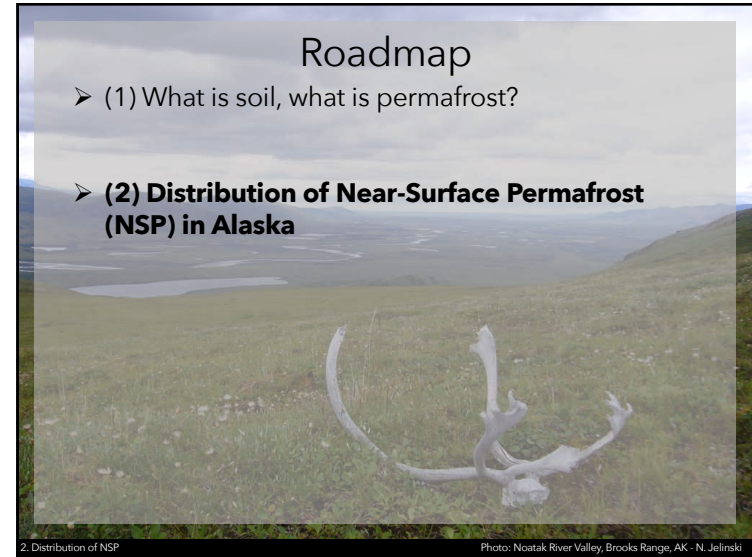 Roadmap
➢ (1) What is soil, what is permafrost?
➢ (2) Distribution of Near-Surface Permafrost
(NSP) in Alaska
2. Distribution of NSP
Photo: Noatak River Valley, Brooks Range, AK - N. Jelinski